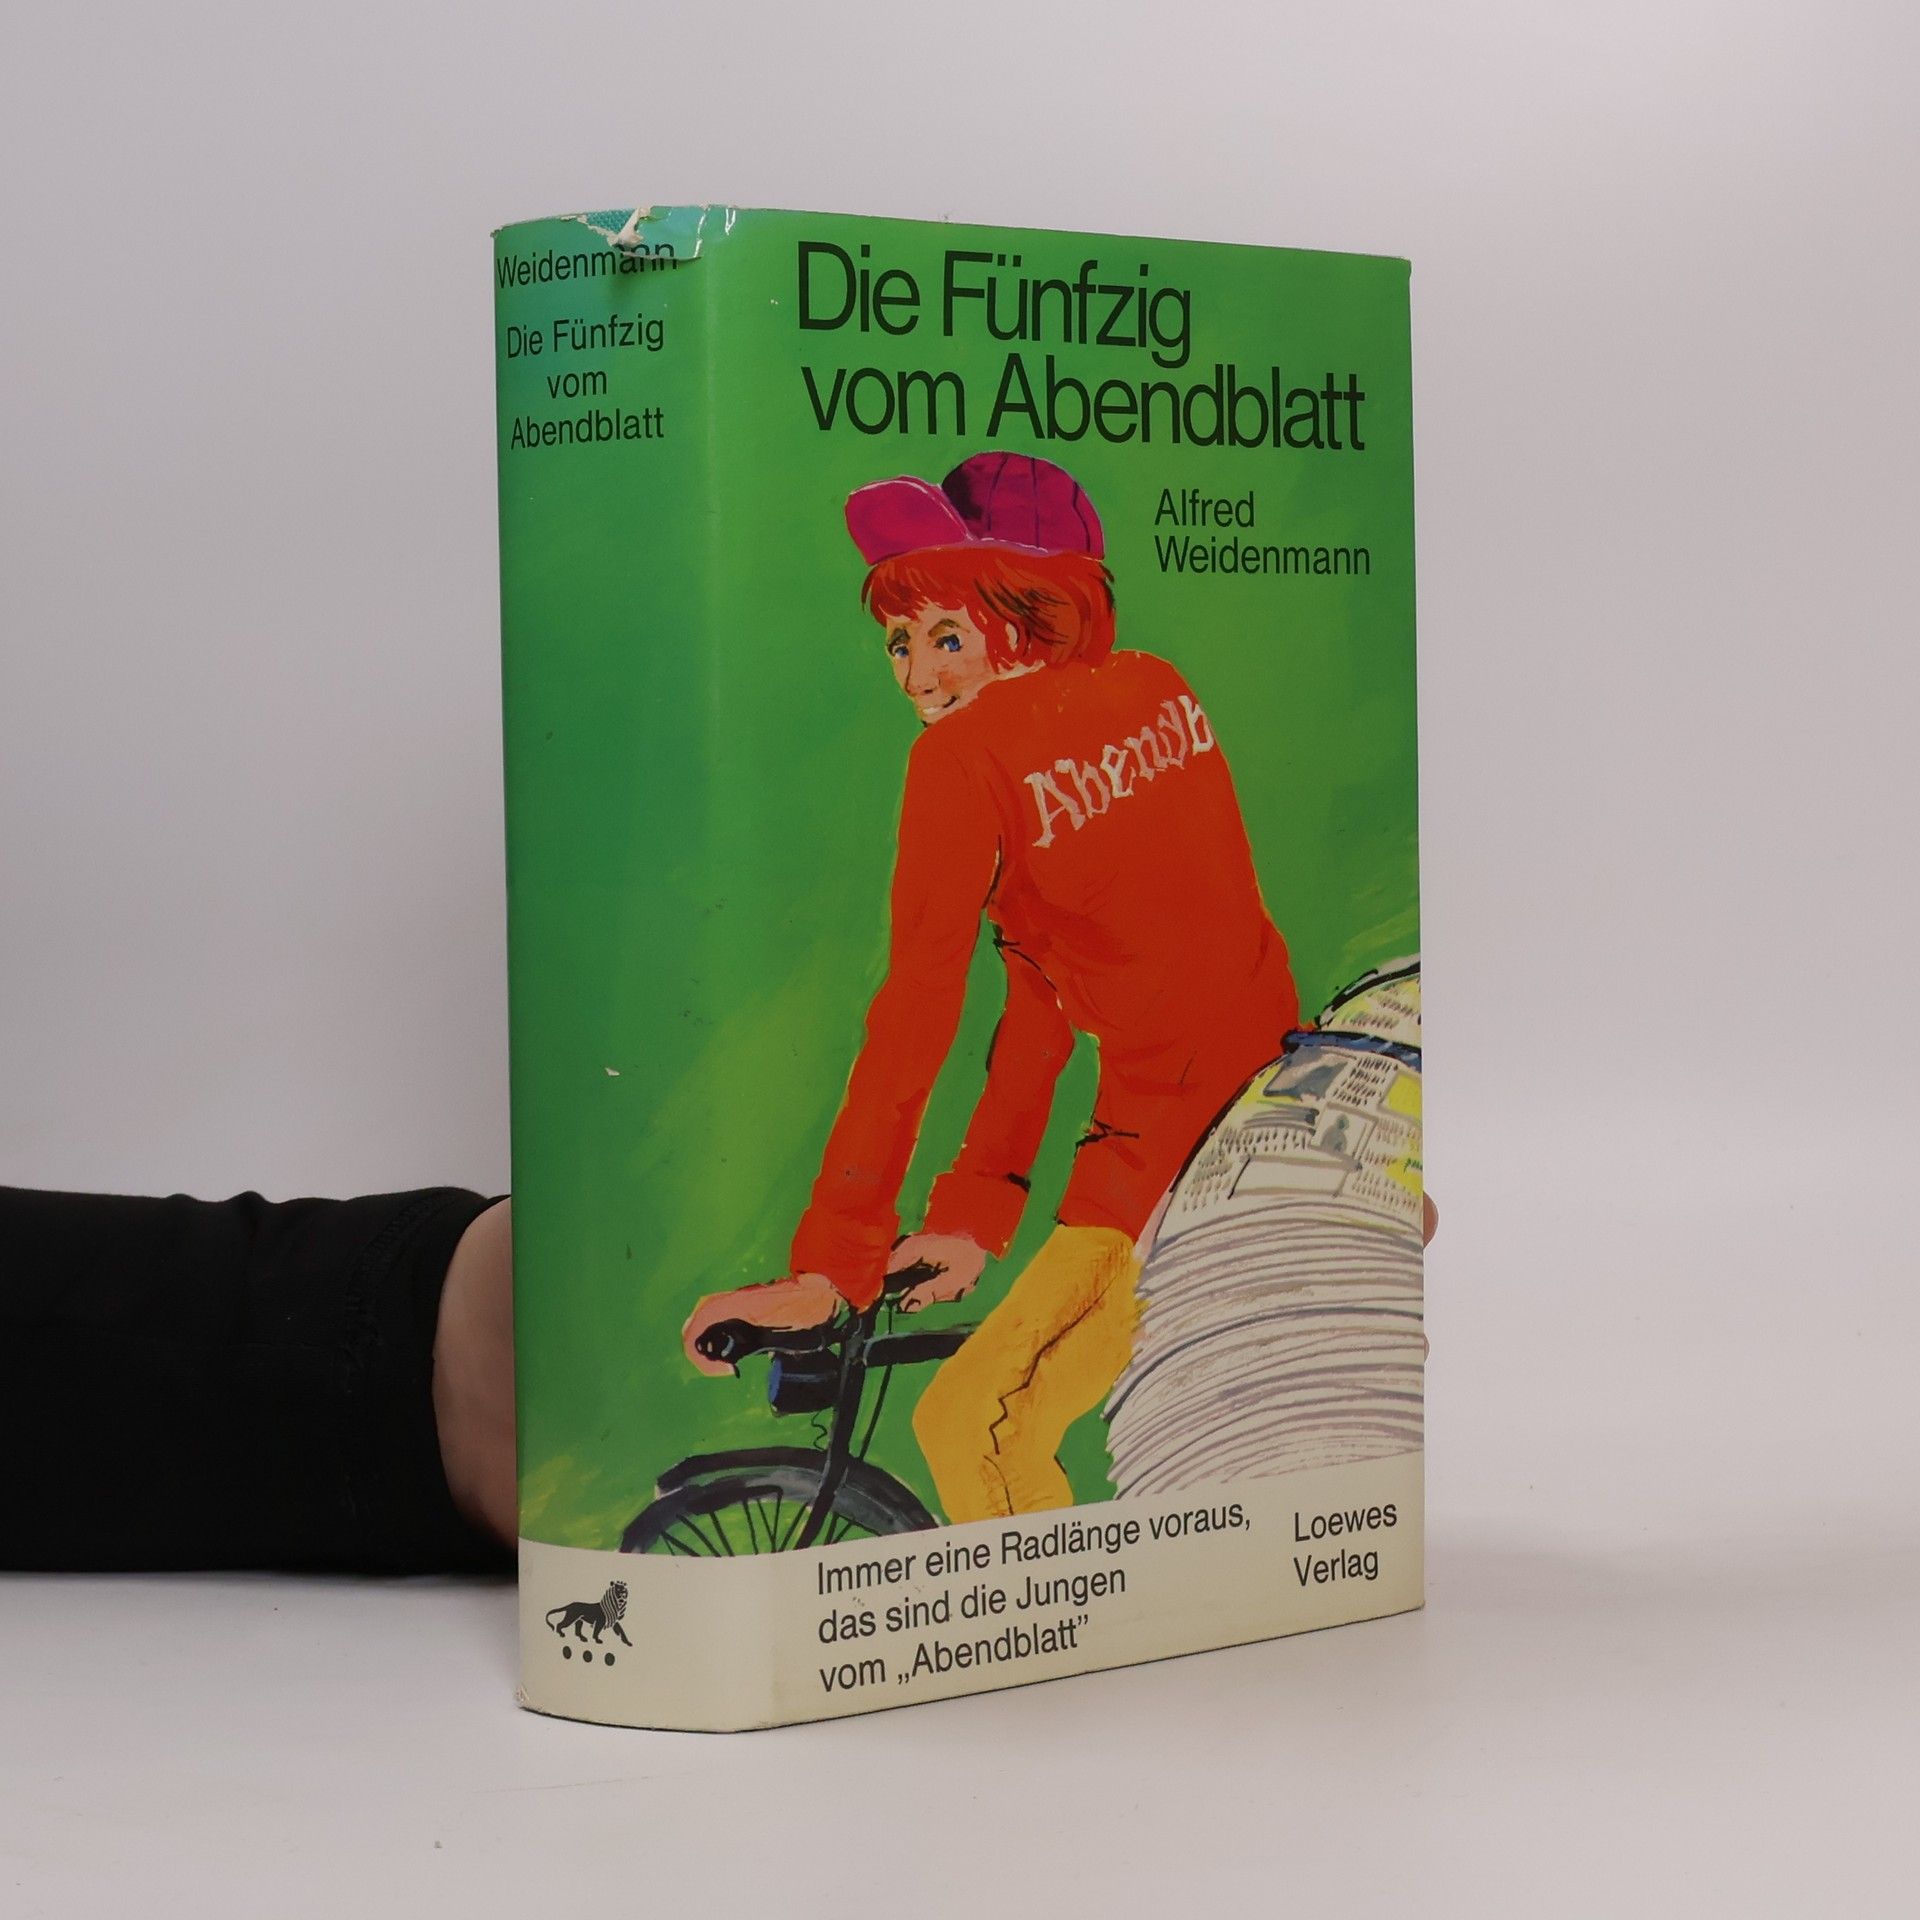 Weidenmann
Die Fünfzig
vom
Abendblatt
Die Fünfzig
vom Abendblatt
Alfred
Weidenmann
Abendb
Immer eine Radlänge voraus,
das sind die Jungen
vom „Abendblatt”
Loewes
Verlag